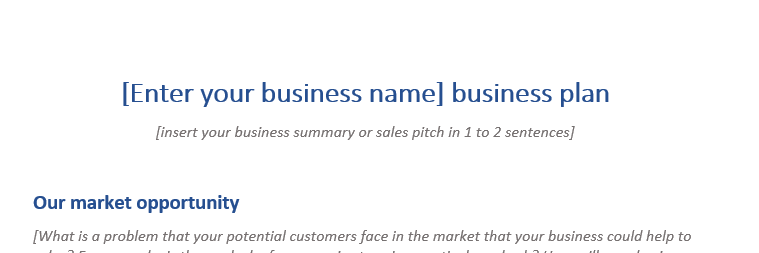 [Enter your business name] business plan
[insert your business summary or sales pitch in 1 to 2 sentences]
Our market opportunity
[What is a problem that your potential customers face in the market that your business could help to